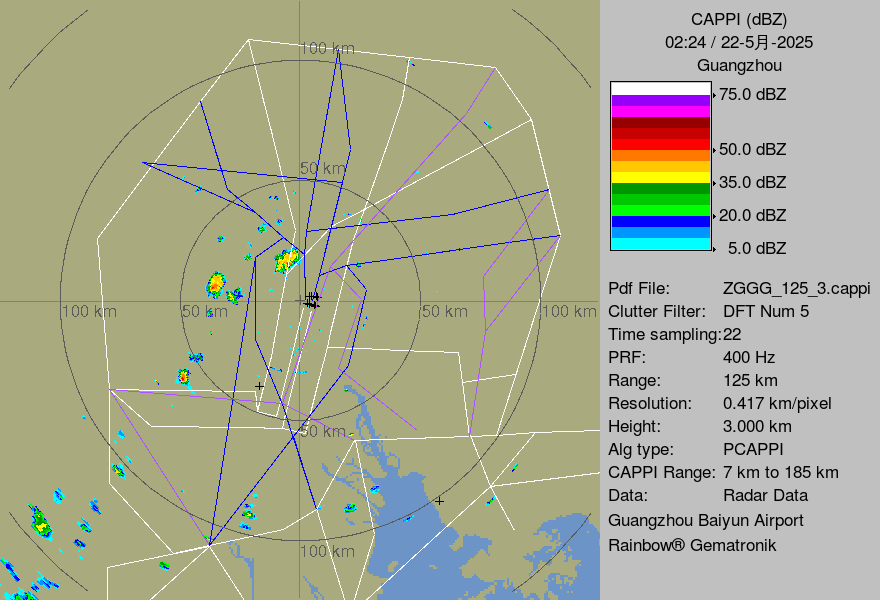 CAPPI (dBZ)
02:24 / 22-5月-2025
Guangzhou
75.0 dBZ
50.0 dBZ
35.0 dBZ
20.0 dBZ
5.0 dBZ
Pdf File: ZGGG_125_3.cappi
Clutter Filter: DFT Num 5
Time sampling:22
PRF: 400 Hz
Range: 125 km
Resolution: 0.417 km/pixel
Height: 3.000 km
Alg type: PCAPPI
CAPPI Range: 7 km to 185 km
Data: Radar Data
Guangzhou Baiyun Airport
Rainbow® Gematronik
100 km
50 km
100 km
50 km
50 km
100 km
50 km
100 km